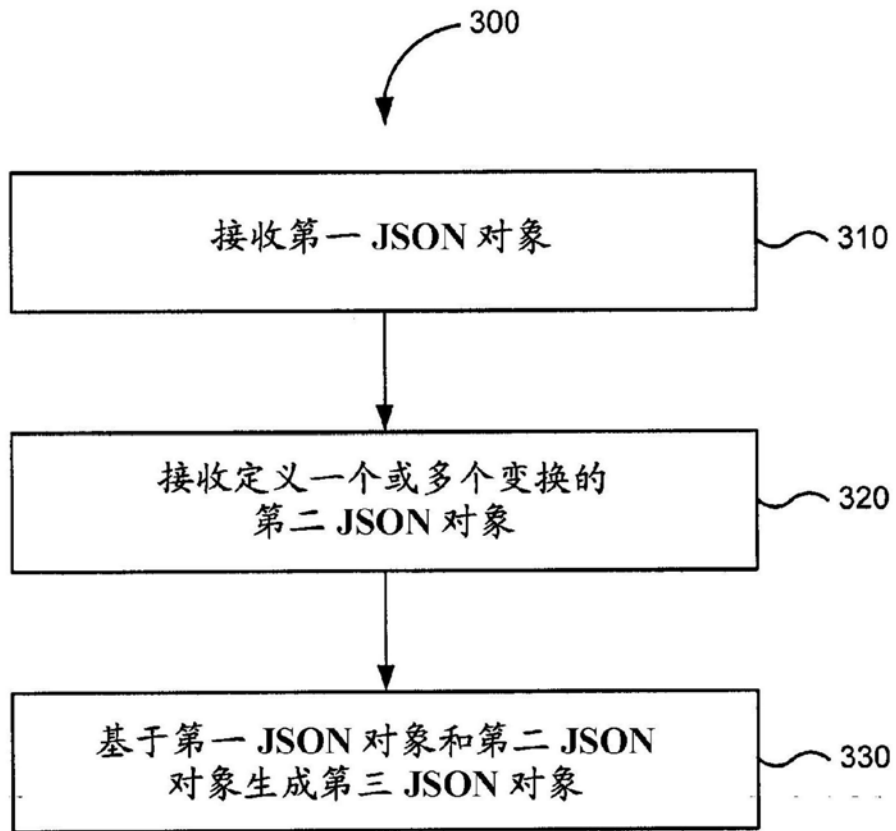 300
接收第一 JSON 对象
310
接收定义一个或多个变换的
第二 JSON 对象
320
基于第一 JSON 对象和第二 JSON
对象生成第三 JSON 对象
330